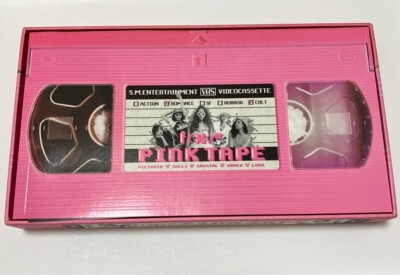 S.M.ENTERTAINMENT VHS VIDEOCASSETTE
ACTION ROMANCE SF HORROR CULT
f(x)
PINK TAPE
VICTORIA SULLI KRYSTAL AMBER LUNA